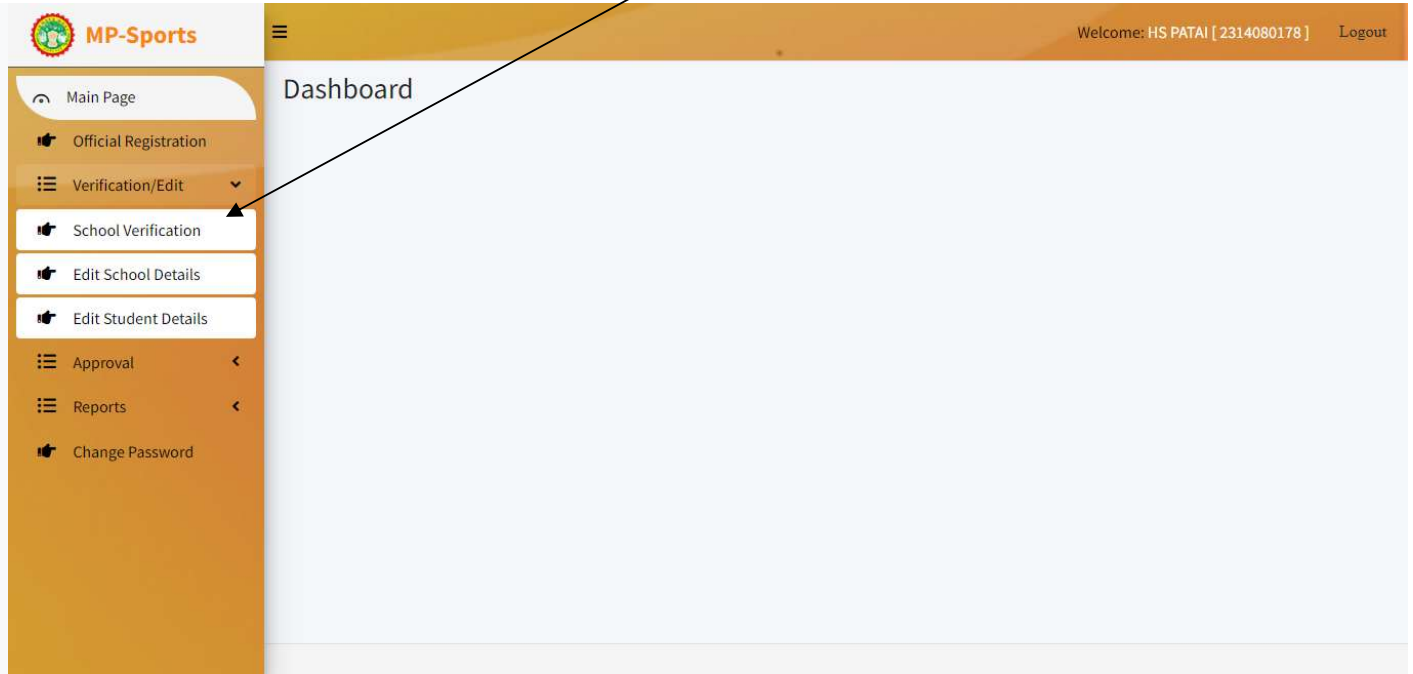 MP-Sports
Welcome: HS PATAI [ 2314080178 ] Logout
Main Page
Dashboard
Official Registration
Verification/Edit
School Verification
Edit School Details
Edit Student Details
Approval
Reports
Change Password